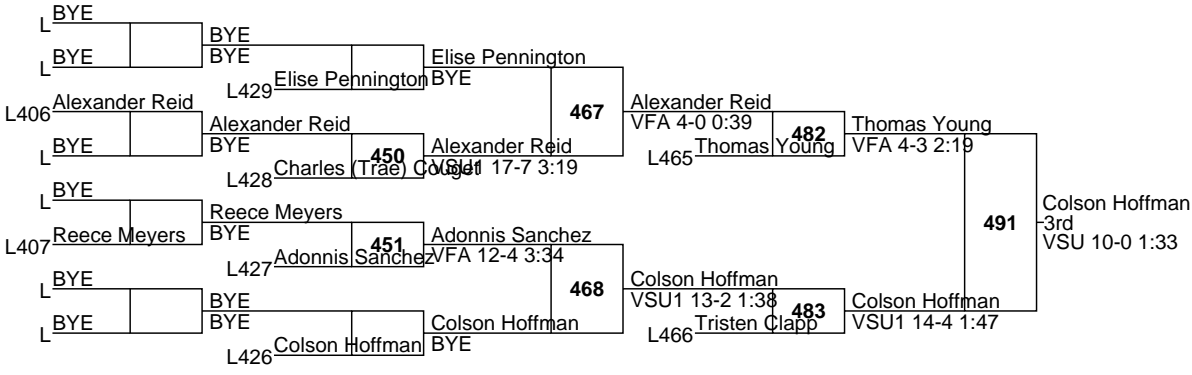 BYE
L
BYE
BYE
BYE
L
Elise Pennington
Elise Pennington
BYE
L429
Alexander Reid
L406
467
Alexander Reid
VFA 4-0 0:39
Alexander Reid
482
Thomas Young
VFA 4-3 2:19
BYE
L
450
Alexander Reid
VSU1 17-7 3:19
L465
Thomas Young
Charles (Trae) Couget
L428
BYE
L
Reece Meyers
BYE
491
Colson Hoffman
3rd
VSU 10-0 1:33
Reece Meyers
L407
451
Adonnis Sanchez
VFA 12-4 3:34
Adonnis Sanchez
L427
468
Colson Hoffman
VSU1 13-2 1:38
BYE
L
BYE
BYE
483
Colson Hoffman
VSU1 14-4 1:47
BYE
L
Colson Hoffman
BYE
L466
Tristen Clapp
Colson Hoffman
L426